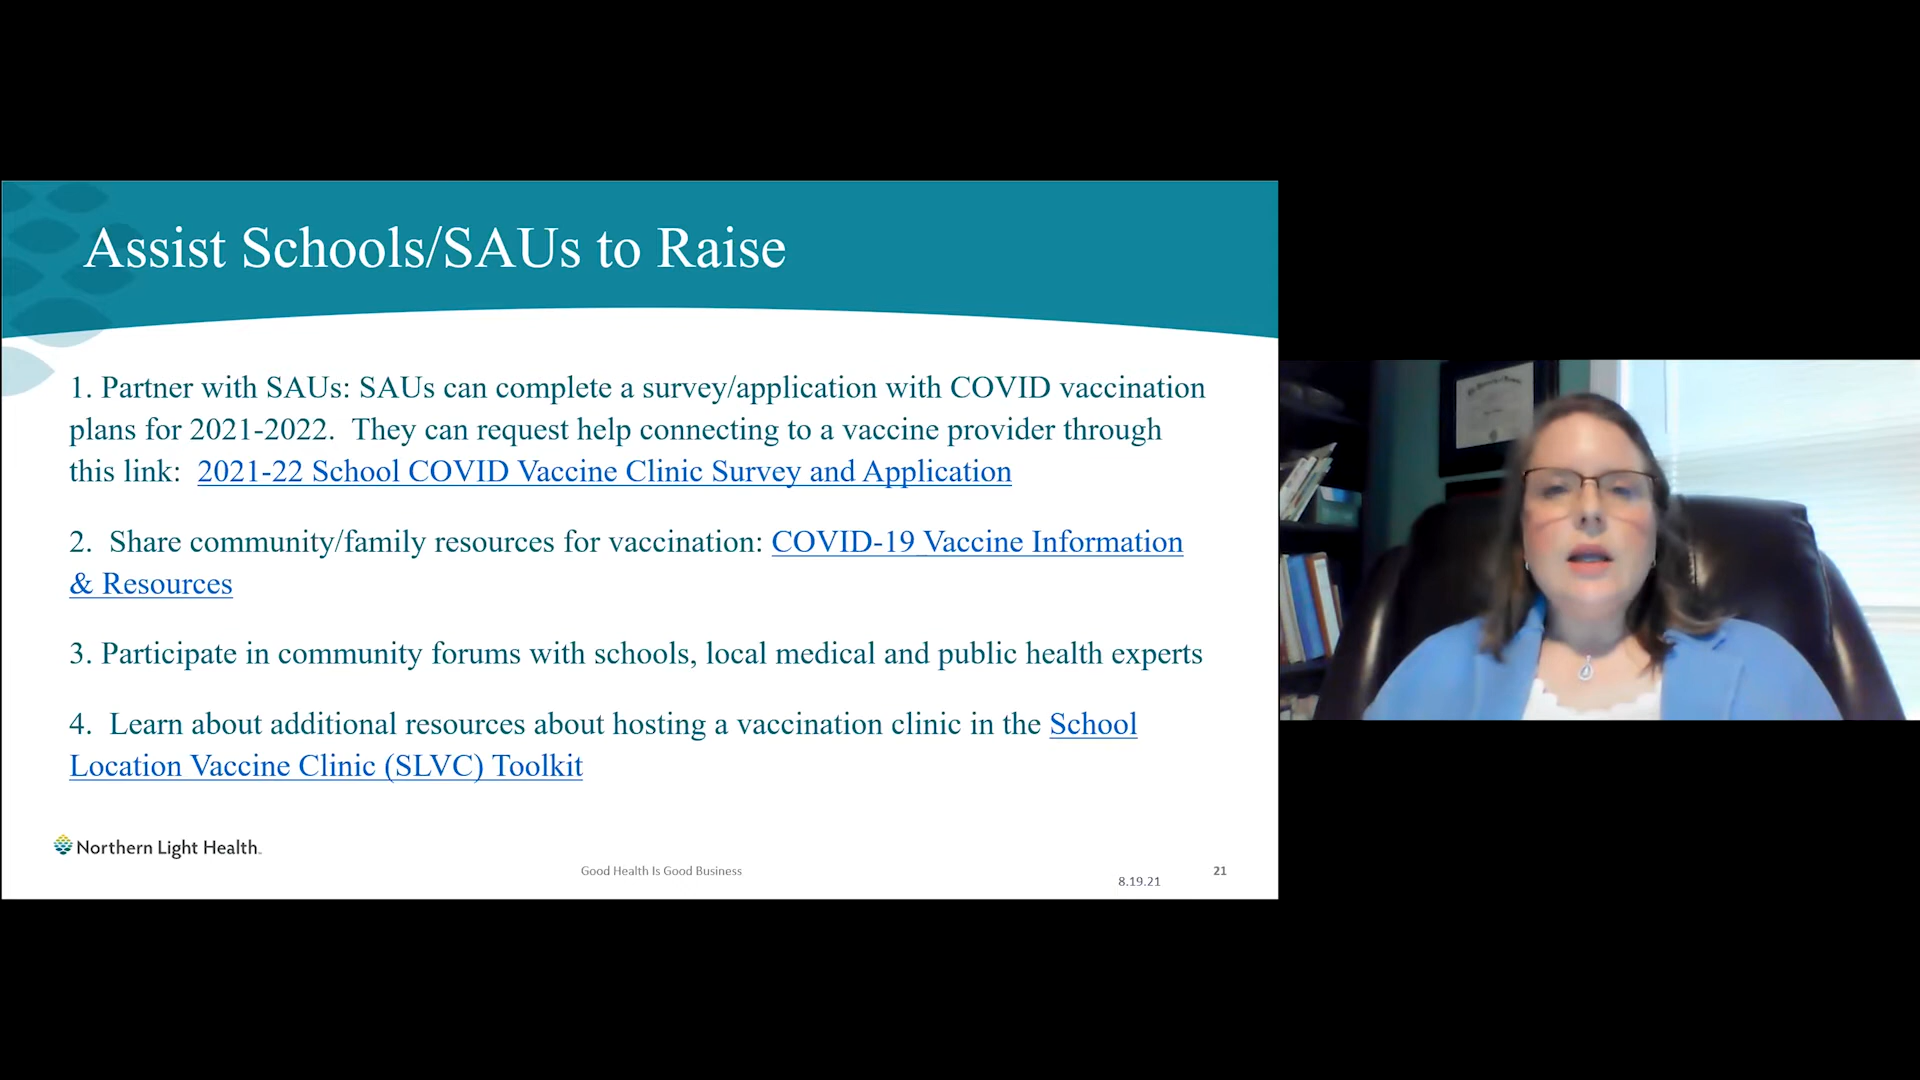 Assist Schools/SAUs to Raise
1. Partner with SAUs: SAUs can complete a survey/application with COVID vaccination
plans for 2021-2022. They can request help connecting to a vaccine provider through
this link: 2021-22 School COVID Vaccine Clinic Survey and Application
2. Share community/family resources for vaccination: COVID-19 Vaccine Information
& Resources
3. Participate in community forums with schools, local medical and public health experts
4. Learn about additional resources about hosting a vaccination clinic in the School
Location Vaccine Clinic (SLVC) Toolkit
Northern Light Health
Good Health Is Good Business
8.19.21
21